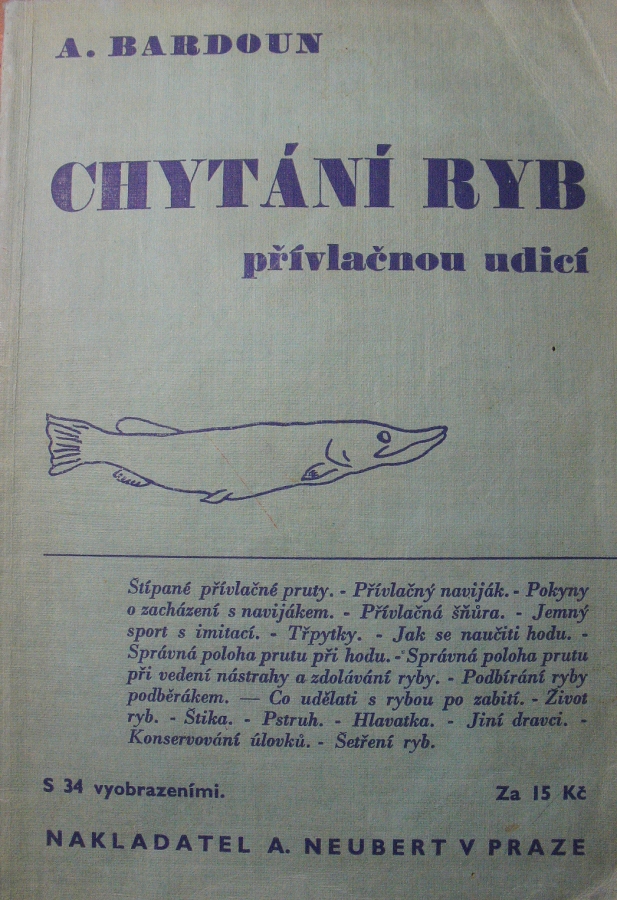 A. BARDOUN
CHYTÁNÍ RYB
přívlačnou udicí
Štípané přívlačné pruty. - Přívlačný naviják. - Pokyny
o zacházení s navijákem. - Přívlačná šňůra. - Jemný
sport s imitací. - Třpytky. - Jak se naučiti hodu. -
Správná poloha prutu při hodu. - Správná poloha prutu
při vedení nástrahy a zdolávání ryby. - Podbírání ryby
podběrákem. — Co udělati s rybou po zabití. - Život
ryb. - Štika. - Pstruh. - Hlavatka. - Jiní dravci. -
Konservování úlovků. - Šetření ryb.
S 34 vyobrazeními.
Za 15 Kč
NAKLADATEL A. NEUBERT V PRAZE